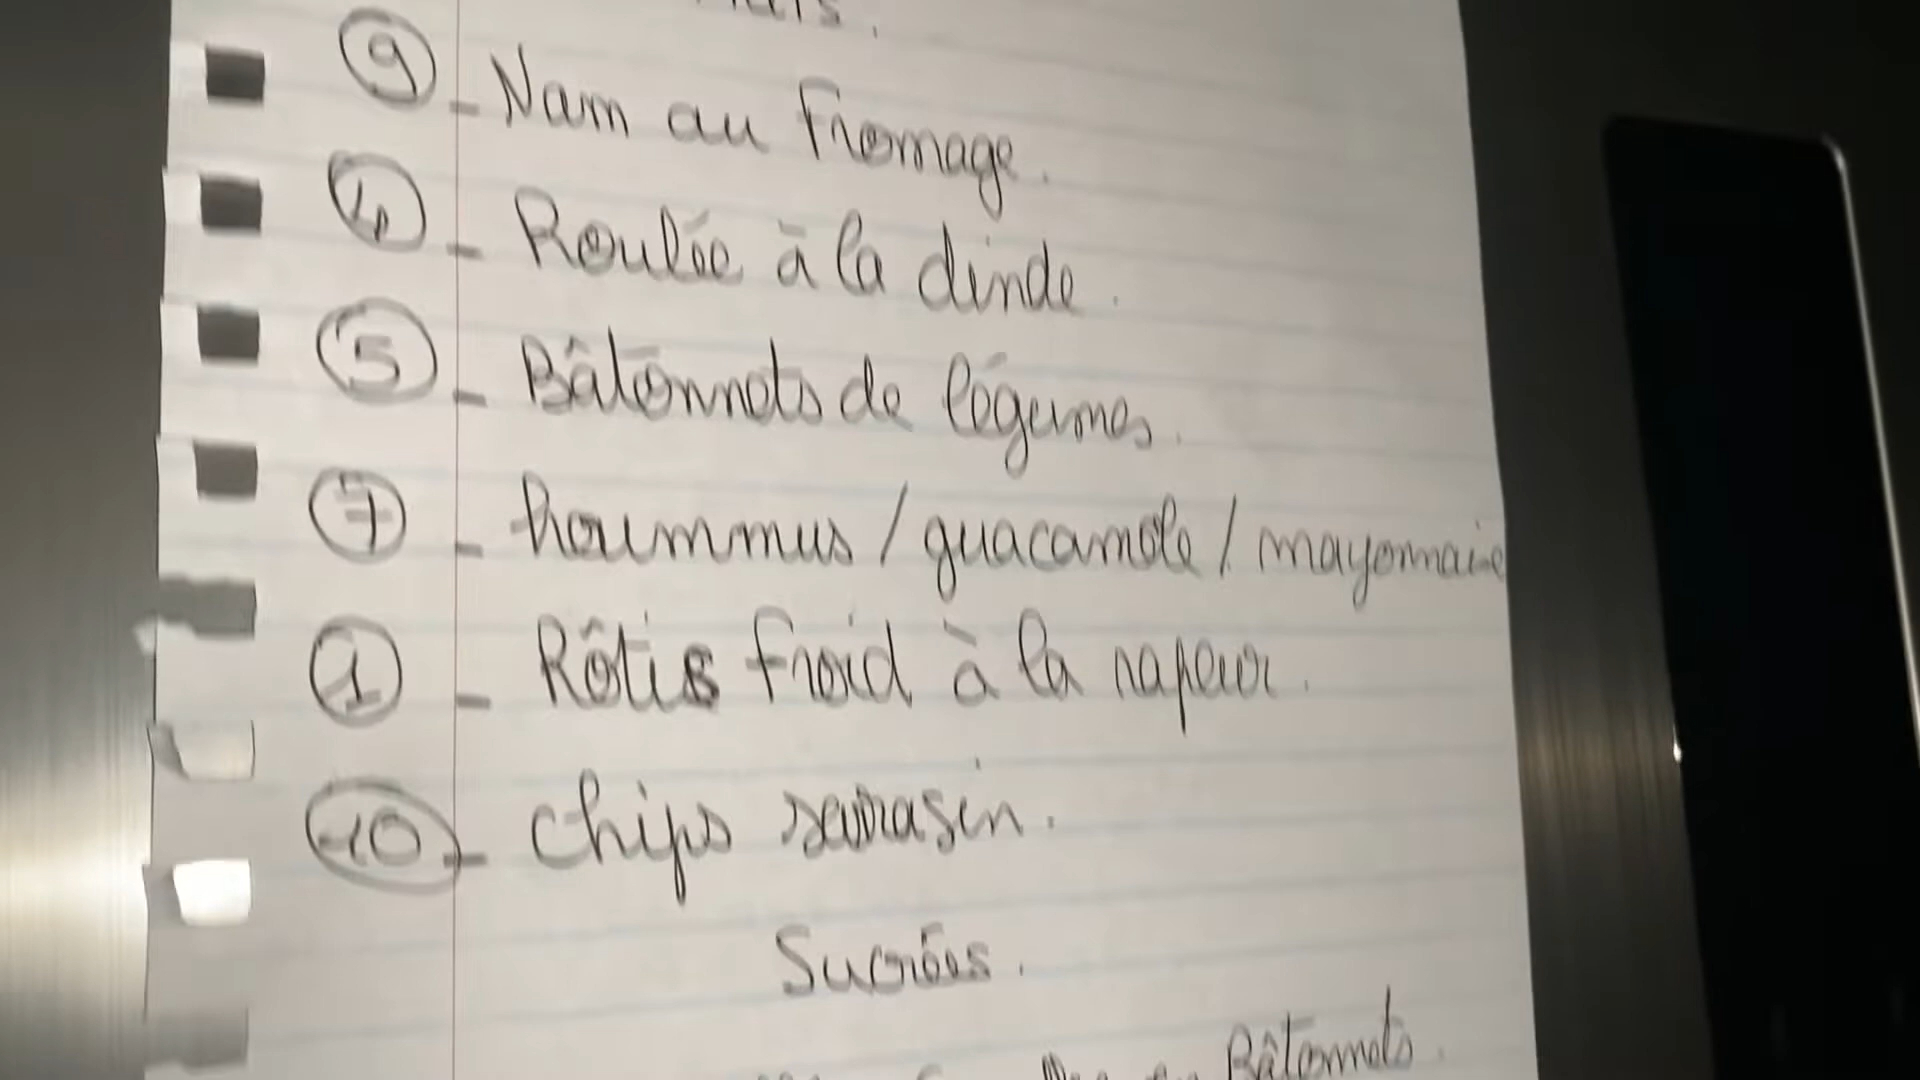 9 - Nam au fromage.
4 - Roulée à la dinde.
5 - Bâtonnets de légumes.
7 - hoummus / guacamole / mayonnaise
1 - Rôtis froid à la vapeur.
10 - chips sarrasin.
Sucrées.
Bâtonnets.